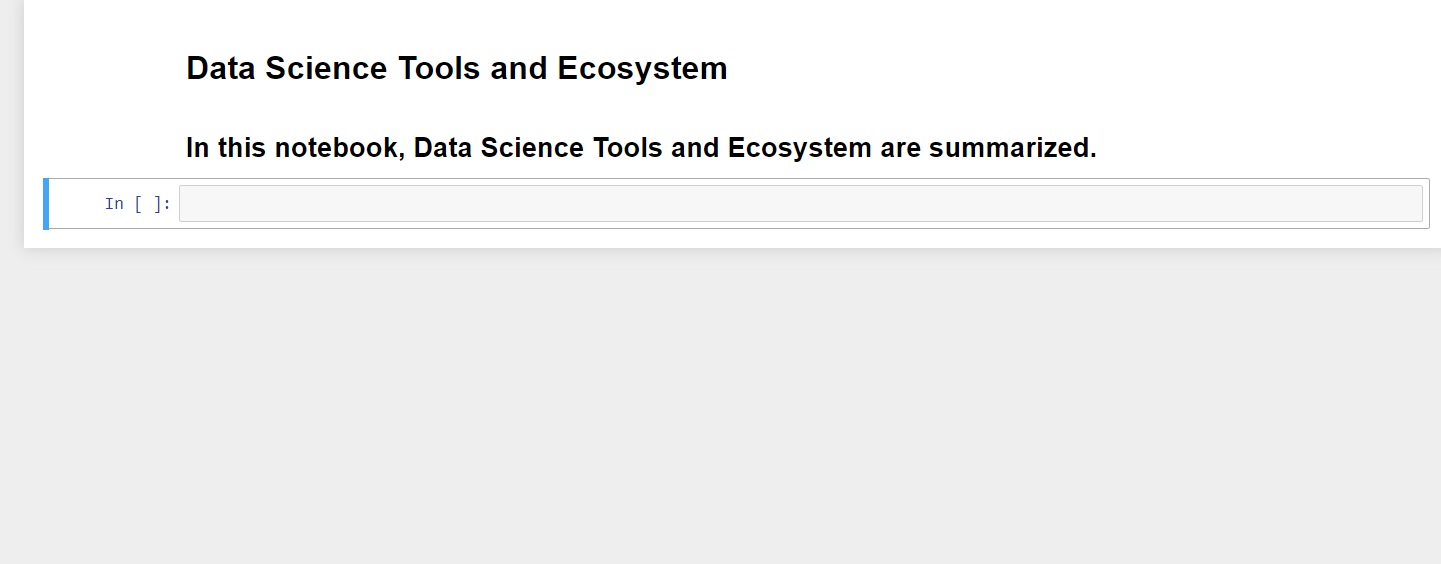 Data Science Tools and Ecosystem
In this notebook, Data Science Tools and Ecosystem are summarized.
In [ ]: